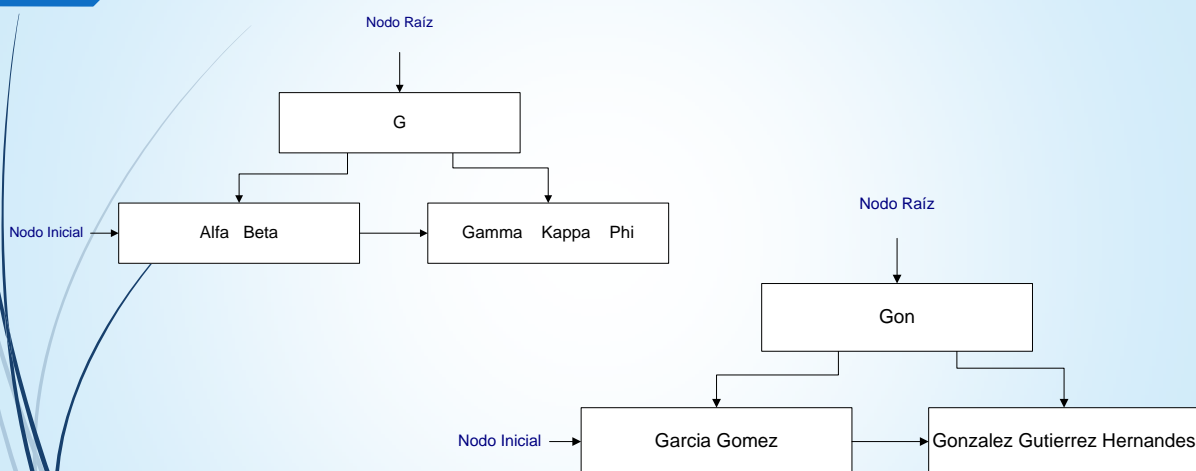 Nodo Raíz
G
Nodo Inicial
Alfa Beta
Gamma Kappa Phi
Nodo Raíz
Gon
Nodo Inicial
Garcia Gomez
Gonzalez Gutierrez Hernandes